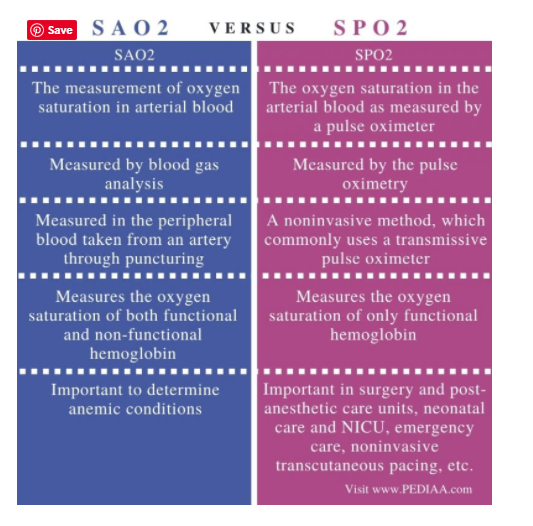 Save
SAO2 VERSUS SPO2
SAO2
The measurement of oxygen
saturation in arterial blood
Measured by blood gas
analysis
Measured in the peripheral
blood taken from an artery
through puncturing
Measures the oxygen
saturation of both functional
and non-functional
hemoglobin
Important to determine
anemic conditions
SPO2
The oxygen saturation in the
arterial blood as measured by
a pulse oximeter
Measured by the pulse
oximetry
A noninvasive method, which
commonly uses a transmissive
pulse oximeter
Measures the oxygen
saturation of only functional
hemoglobin
Important in surgery and post-
anesthetic care units, neonatal
care and NICU, emergency
care, noninvasive
transcutaneous pacing, etc.
Visit www.PEDIAA.com